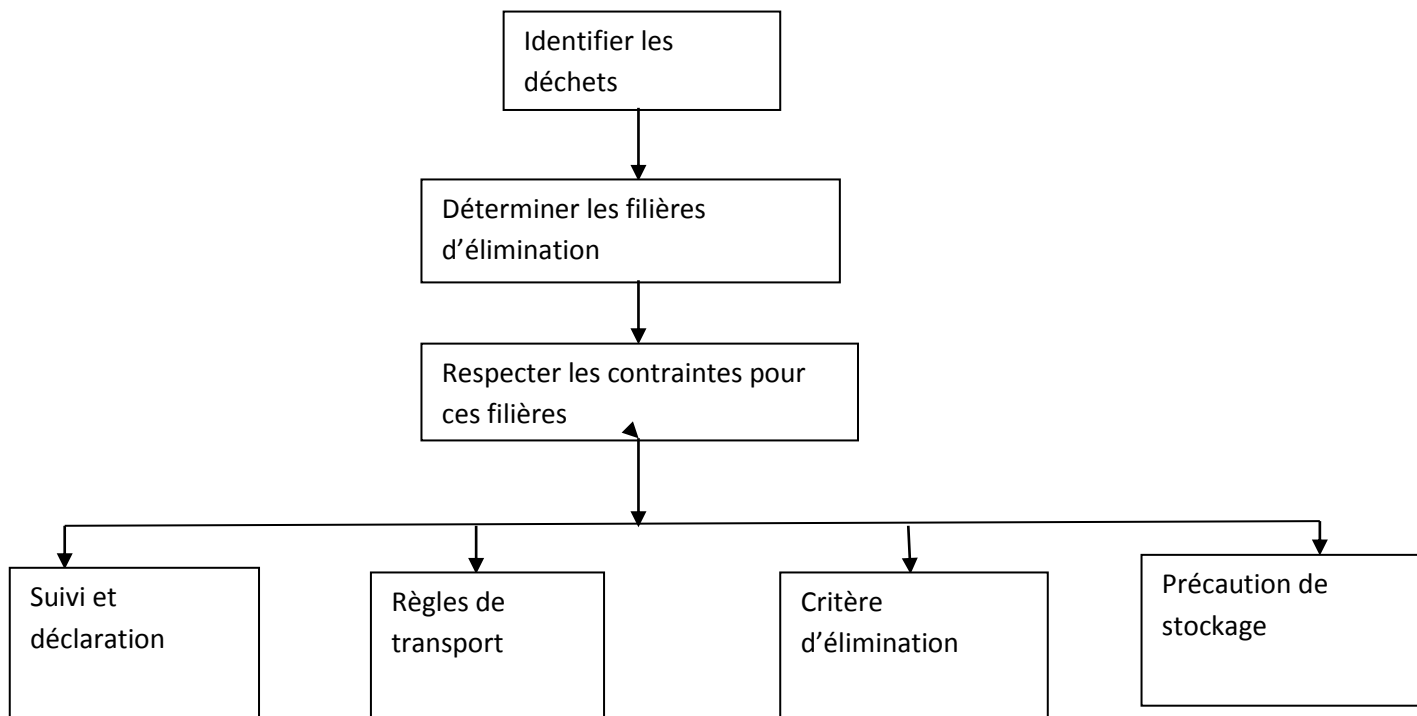 Identifier les
déchets
Déterminer les filières
d’élimination
Respecter les contraintes pour
ces filières
Suivi et
déclaration
Règles de
transport
Critère
d’élimination
Précaution de
stockage